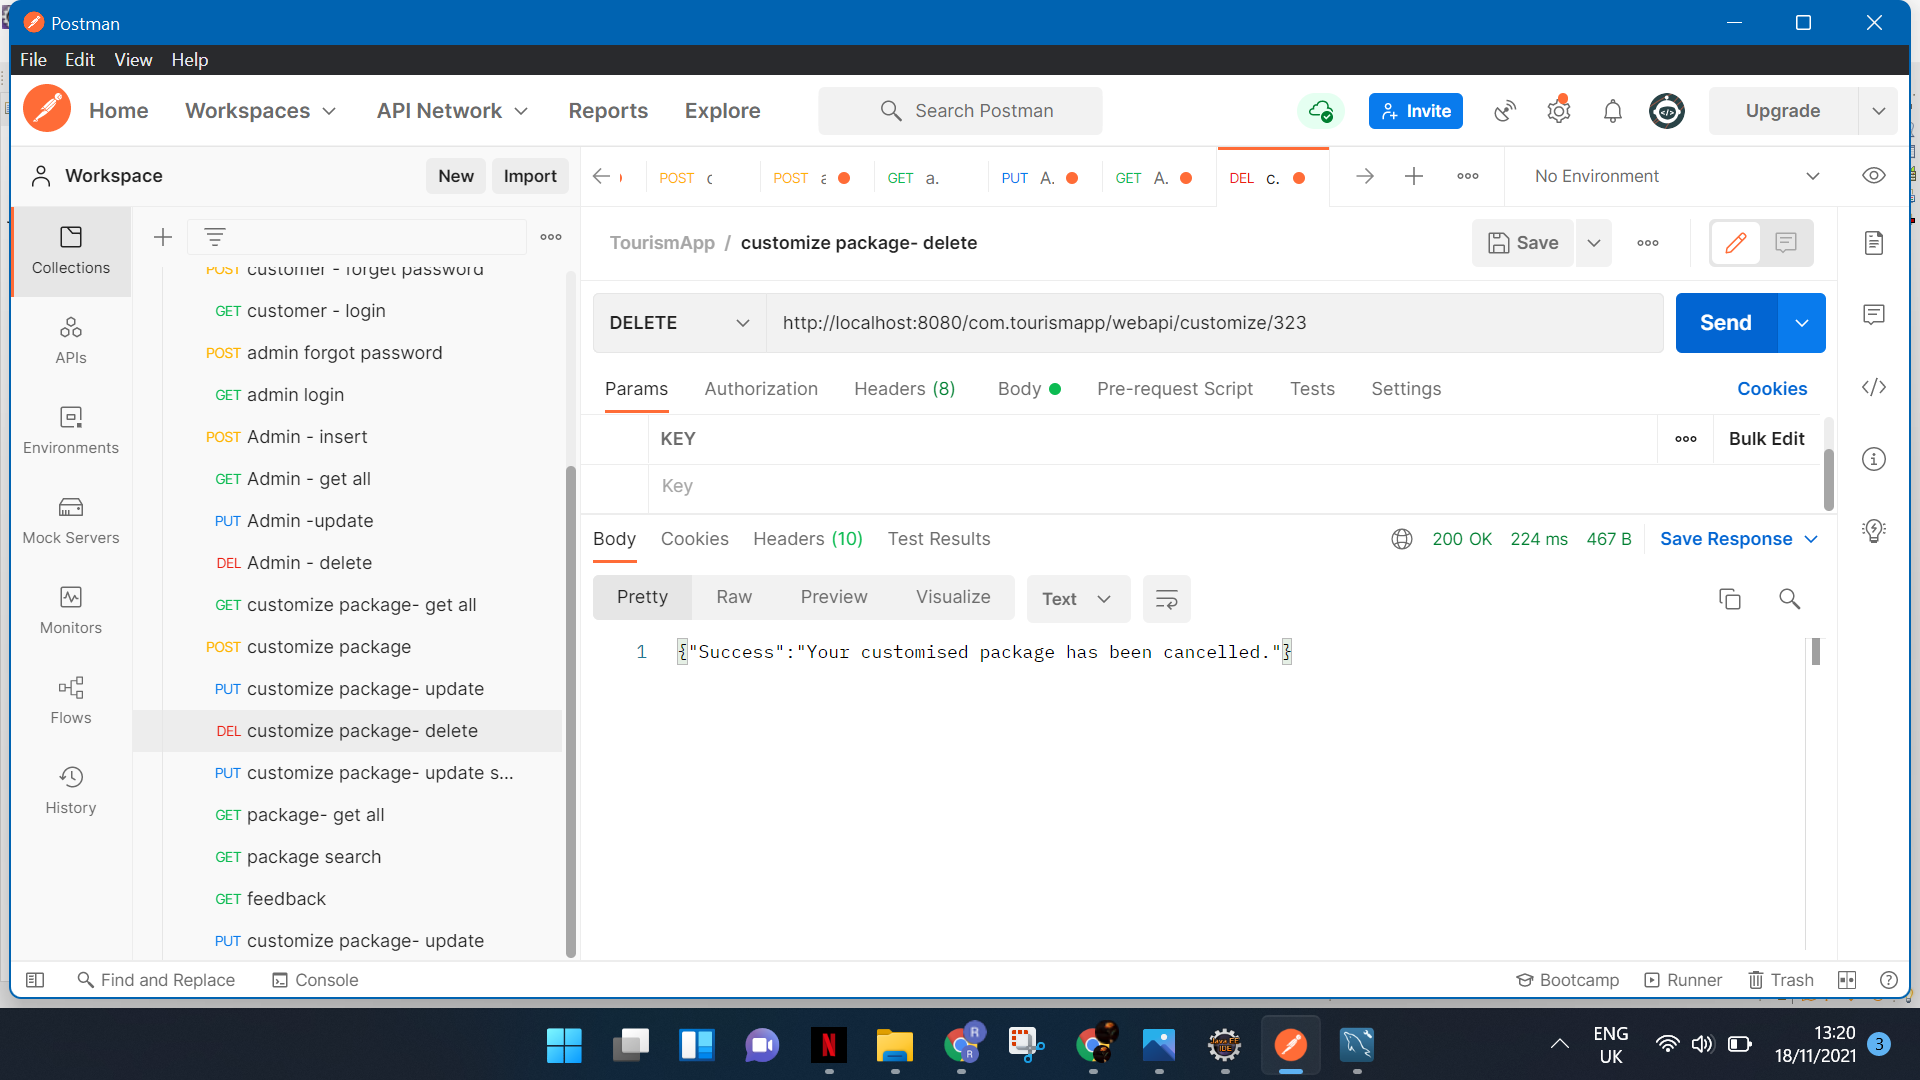 Postman
File Edit View Help
Home Workspaces API Network Reports Explore Search Postman Invite Upgrade
Workspace New Import
POST POST GET a. PUT A. GET A. DEL c. No Environment
Collections
APIs
Environments
Mock Servers
Monitors
Flows
History
POST customer - forget password
GET customer - login
POST admin forgot password
GET admin login
POST Admin - insert
GET Admin - get all
PUT Admin -update
DEL Admin - delete
GET customize package- get all
POST customize package
PUT customize package- update
DEL customize package- delete
PUT customize package- update s...
GET package- get all
GET package search
GET feedback
PUT customize package- update
TourismApp / customize package- delete Save
DELETE http://localhost:8080/com.tourismapp/webapi/customize/323 Send
Params Authorization Headers (8) Body Pre-request Script Tests Settings Cookies
KEY Bulk Edit
Key
Body Cookies Headers (10) Test Results 200 OK 224 ms 467 B Save Response
Pretty Raw Preview Visualize Text
1 {"Success":"Your customised package has been cancelled."}
Find and Replace Console Bootcamp Runner Trash
ENG
UK
13:20
18/11/2021
3